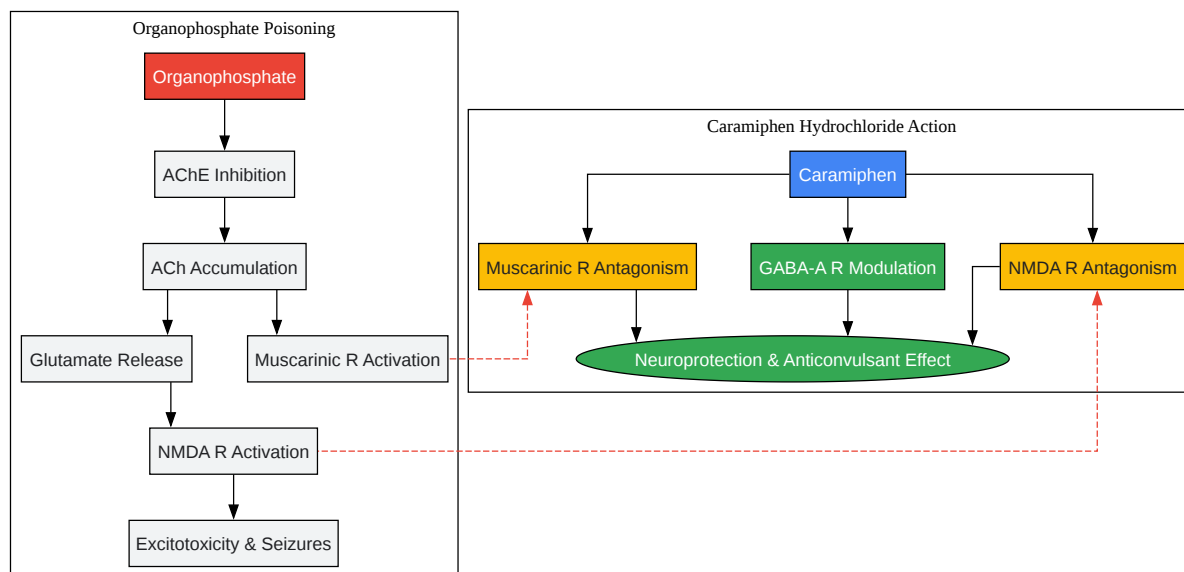 Organophosphate Poisoning
Organophosphate
AChE Inhibition
ACh Accumulation
Glutamate Release
Muscarinic R Activation
NMDA R Activation
Excitotoxicity & Seizures
Caramiphen Hydrochloride Action
Caramiphen
Muscarinic R Antagonism
GABA-A R Modulation
NMDA R Antagonism
Neuroprotection & Anticonvulsant Effect